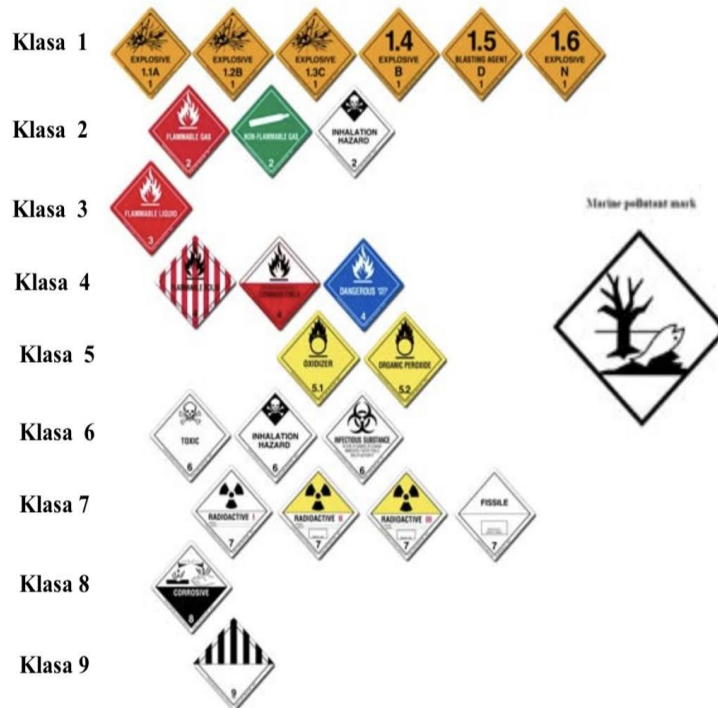 Klasa 1
EXPLOSIVE
1.1A
1
EXPLOSIVE
1.2B
1
EXPLOSIVE
1.3C
1
1.4
EXPLOSIVE
B
1
1.5
BLASTING AGENT
D
1
1.6
EXPLOSIVE
N
1
Klasa 2
FLAMMABLE GAS
2
NON-FLAMMABLE GAS
2
INHALATION
HAZARD
2
Klasa 3
FLAMMABLE LIQUID
3
Marine pollutant mark
Klasa 4
4
DANGEROUS
4
Klasa 5
OXIDIZER
5.1
ORGANIC PEROXIDE
5.2
Klasa 6
TOXIC
6
INHALATION
HAZARD
6
INFECTIOUS SUBSTANCE
6
Klasa 7
RADIOACTIVE I
7
RADIOACTIVE II
7
RADIOACTIVE III
7
FISSILE
7
Klasa 8
CORROSIVE
8
Klasa 9
9